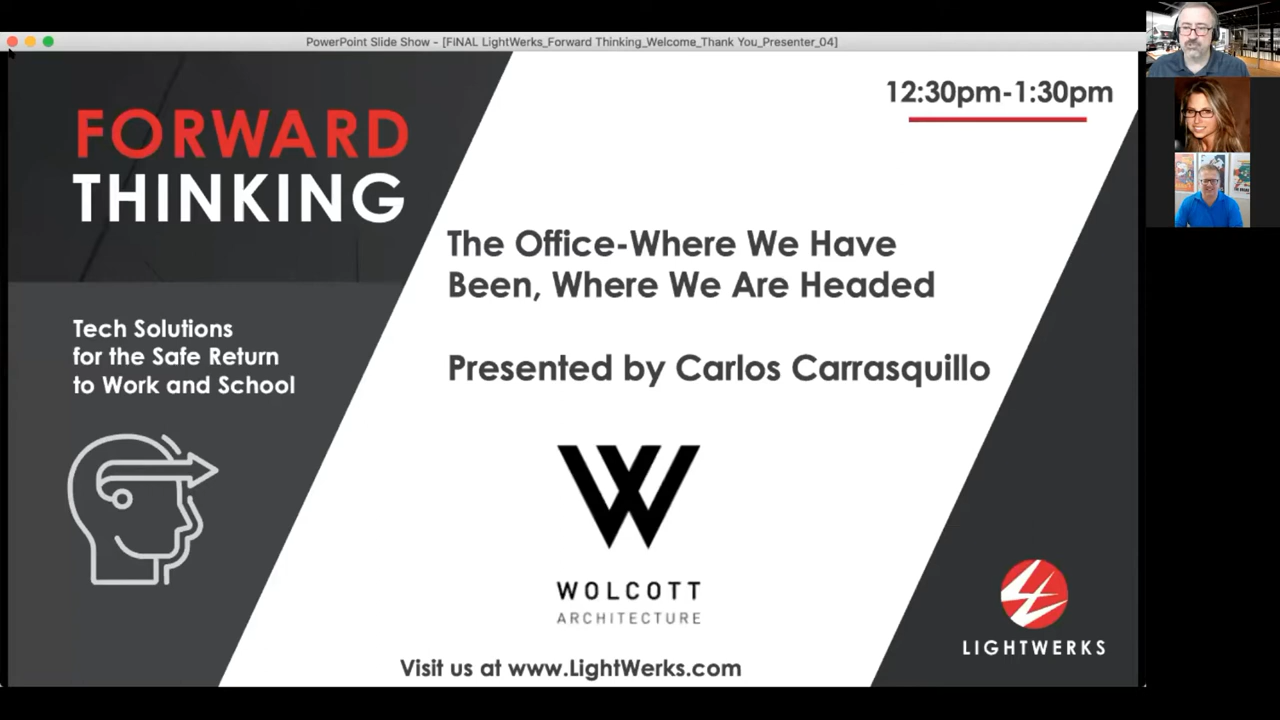 PowerPoint Slide Show - [FiNAL LightWerks_Forward Thinking_Welcome_Thank You_Presenter_04]
FORWARD
THINKING
Tech Solutions
for the Safe Return
to Work and School
12:30pm-1:30pm
The Office-Where We Have
Been, Where We Are Headed
Presented by Carlos Carrasquillo
W
WOLCOTT
ARCHITECTURE
LIGHTWERKS
Visit us at www.LightWerks.com